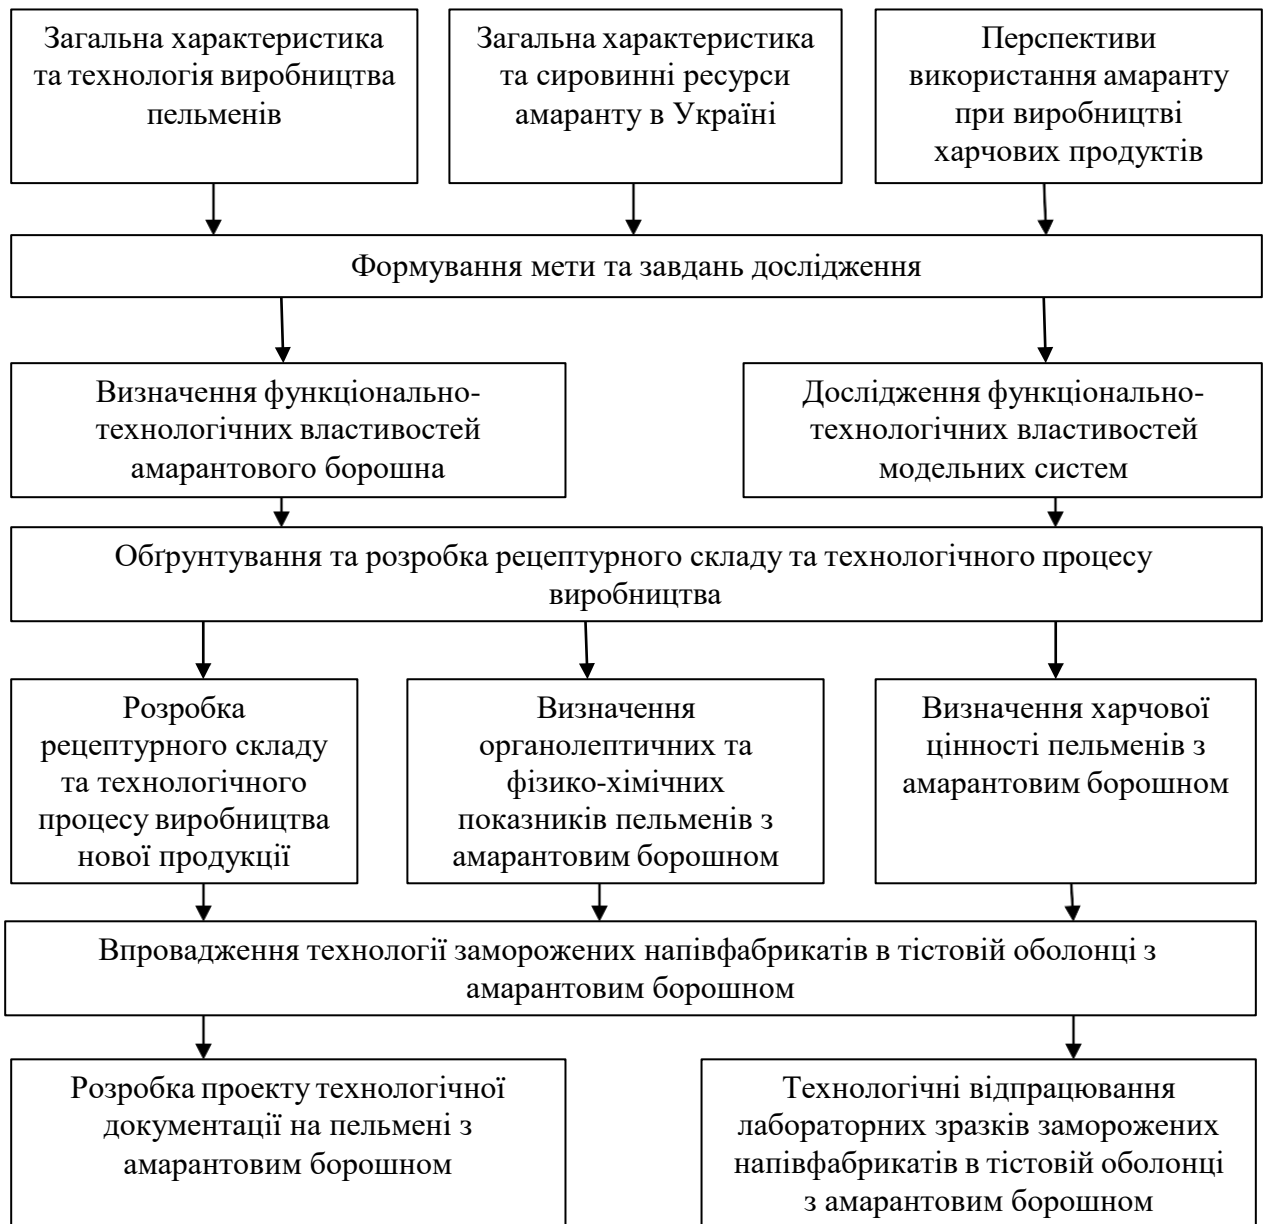 Загальна характеристика
та технологія виробництва
пельменів
Загальна характеристика
та сировинні ресурси
амаранту в Україні
Перспективи
використання амаранту
при виробництві
харчових продуктів
Формування мети та завдань дослідження
Визначення функціонально-
технологічних властивостей
амарантового борошна
Дослідження функціонально-
технологічних властивостей
модельних систем
Обґрунтування та розробка рецептурного складу та технологічного процесу
виробництва
Розробка
рецептурного складу
та технологічного
процесу виробництва
нової продукції
Визначення
органолептичних та
фізико-хімічних
показників пельменів з
амарантовим борошном
Визначення харчової
цінності пельменів з
амарантовим борошном
Впровадження технології заморожених напівфабрикатів в тістовій оболонці з
амарантовим борошном
Розробка проекту технологічної
документації на пельмені з
амарантовим борошном
Технологічні відпрацювання
лабораторних зразків заморожених
напівфабрикатів в тістовій оболонці
з амарантовим борошном